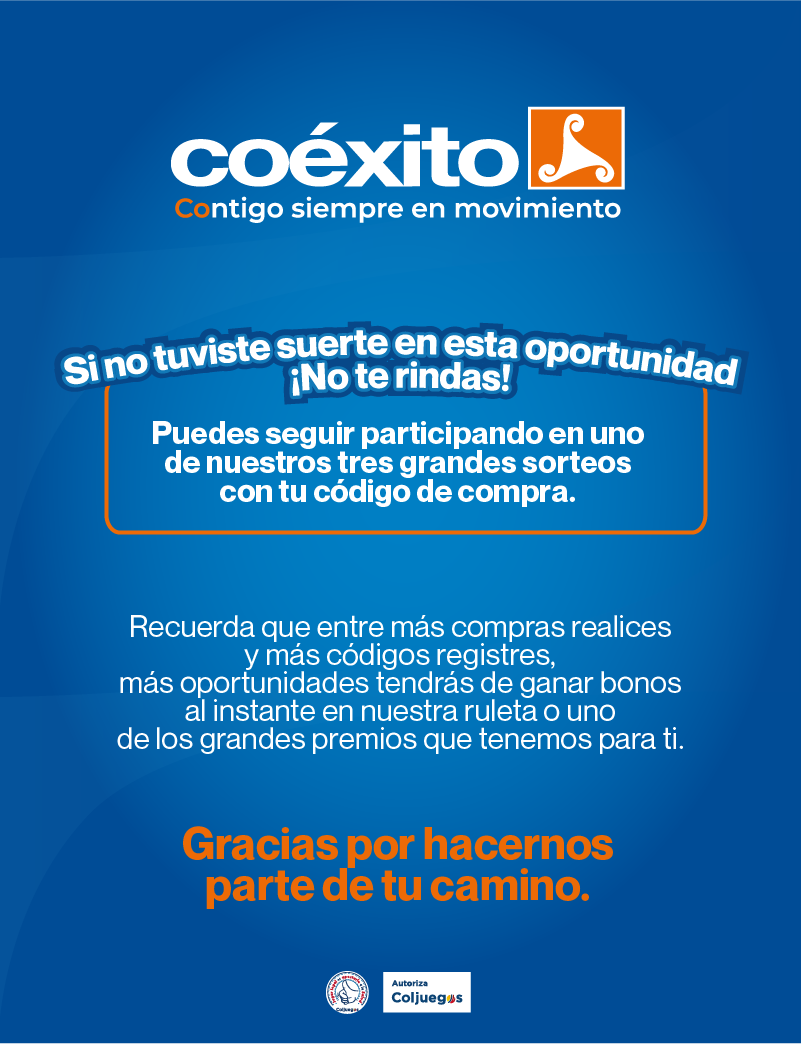 coéxito
Contigo siempre en movimiento
Si no tuviste suerte en esta oportunidad
¡No te rindas!
Puedes seguir participando en uno
de nuestros tres grandes sorteos
con tu código de compra.
Recuerda que entre más compras realices
y más códigos registres,
más oportunidades tendrás de ganar bonos
al instante en nuestra ruleta o uno
de los grandes premios que tenemos para ti.
Gracias por hacernos
parte de tu camino.
Coljuegos
Autoriza
Coljuegos